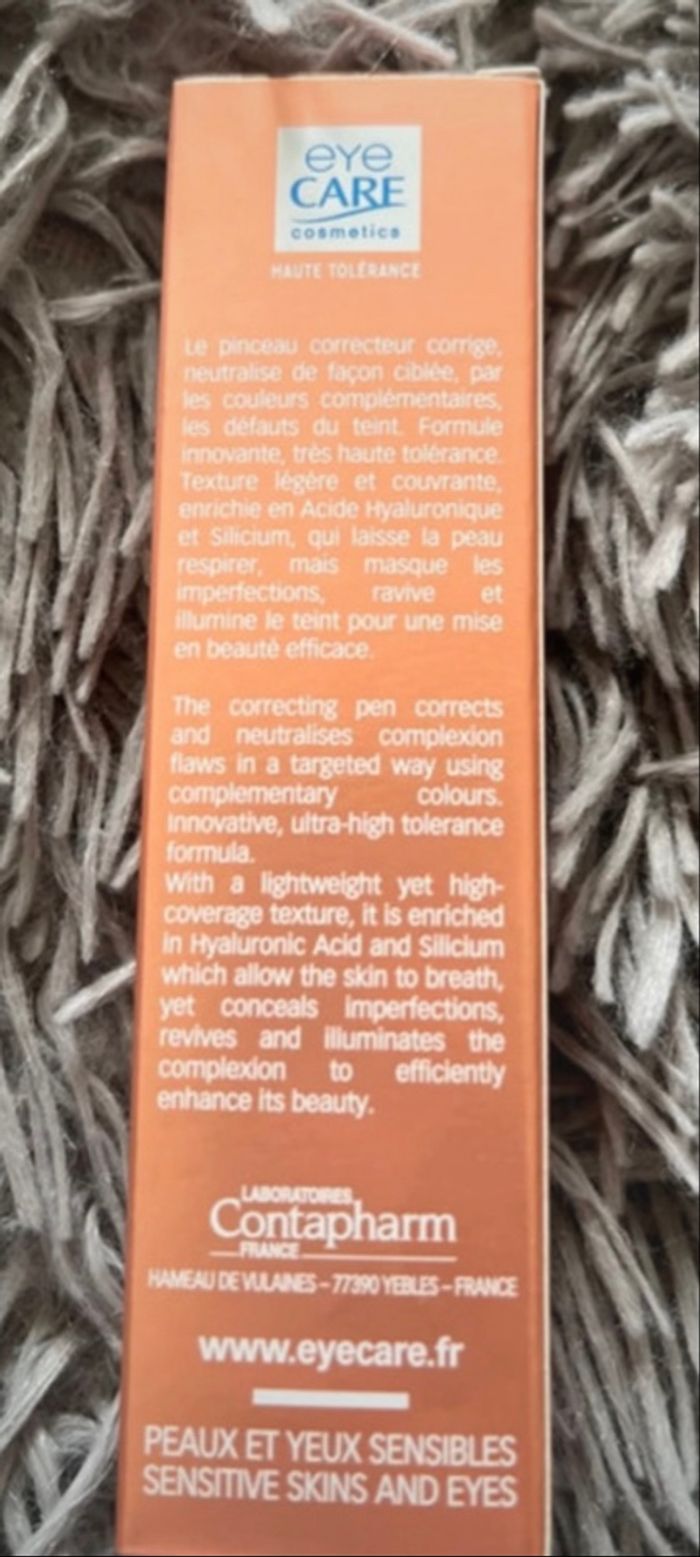 eye
CARE
cosmetics
HAUTE TOLÉRANCE
Le pinceau correcteur corrige,
neutralise de façon ciblée, par
les couleurs complémentaires,
les défauts du teint. Formule
innovante, très haute tolérance.
Texture légère et couvrante,
enrichie en Acide Hyaluronique
et Silicium, qui laisse la peau
respirer, mais masque les
imperfections, ravive et
illumine le teint pour une mise
en beauté efficace.
The correcting pen corrects
and neutralises complexion
flaws in a targeted way using
complementary colours.
Innovative, ultra-high tolerance
formula.
With a lightweight yet high-
coverage texture, it is enriched
in Hyaluronic Acid and Silicium
which allow the skin to breath,
yet conceals imperfections,
revives and illuminates the
complexion to efficiently
enhance its beauty.
LABORATOIRES
Contapharm
FRANCE
HAMEAU DE VULAINES – 77390 YEBLES – FRANCE
www.eyecare.fr
PEAUX ET YEUX SENSIBLES
SENSITIVE SKINS AND EYES